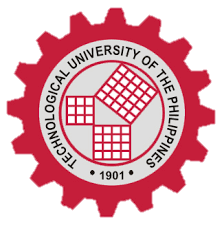 TECHNOLOGICAL UNIVERSITY OF THE PHILIPPINES
• 1901 •